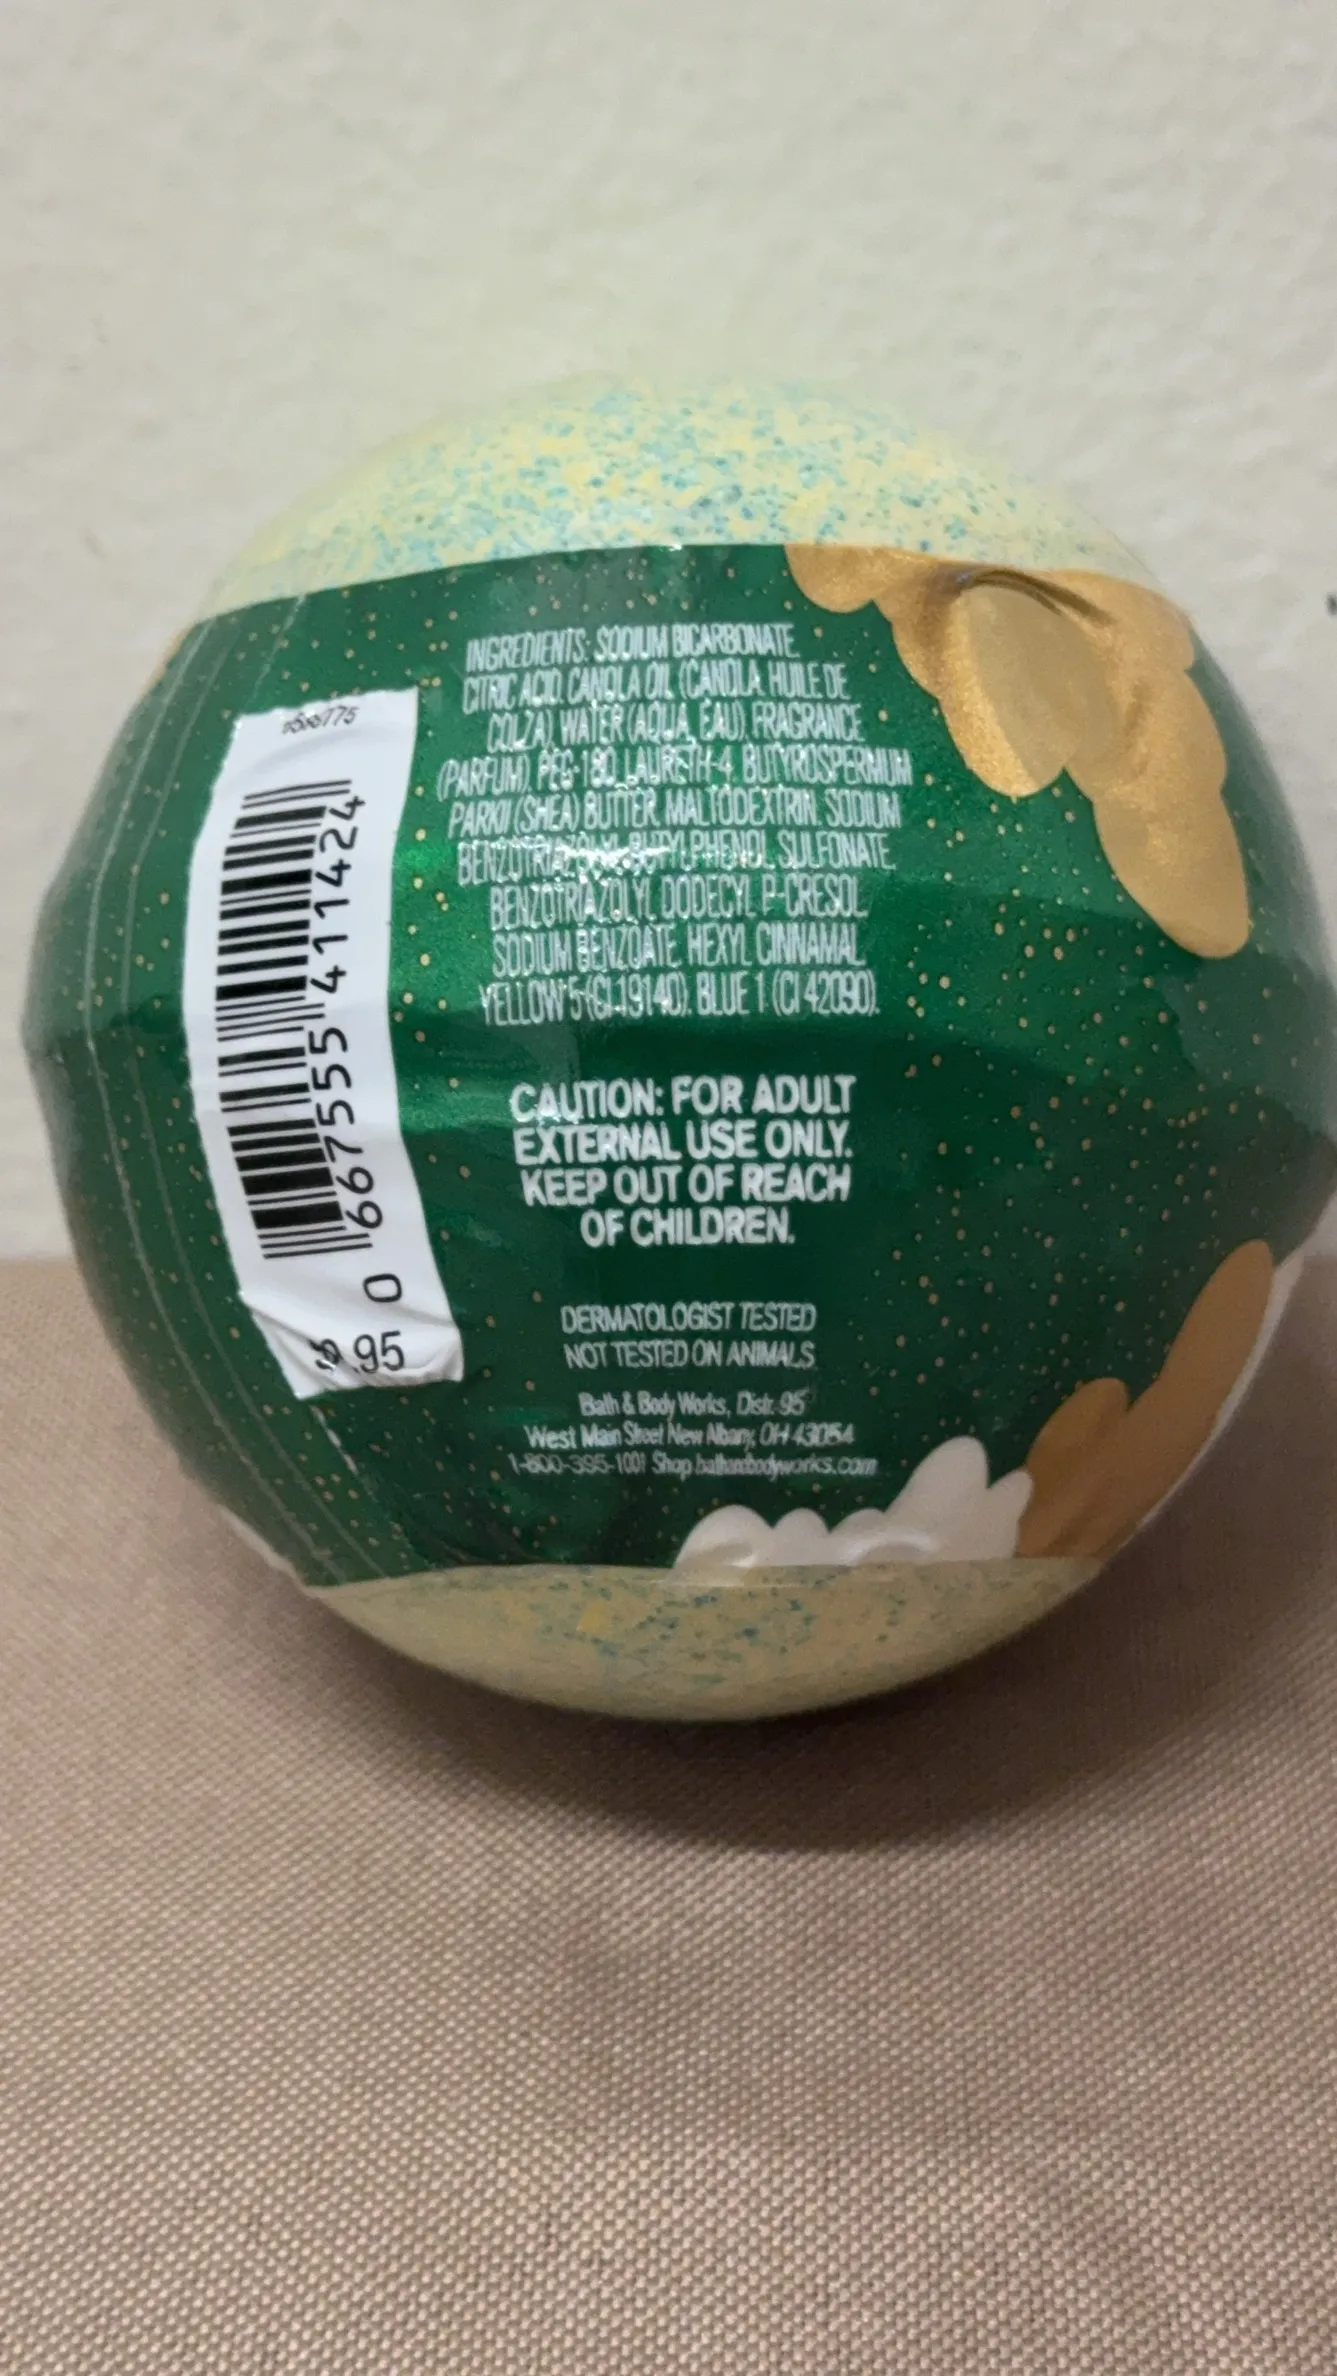 INGREDIENTS: SODIUM BICARBONATE,
CITRIC ACID, CANOLA OIL (CANOLA, HUILE DE
COLZA), WATER (AQUA, EAU), FRAGRANCE
(PARFUM), PEG-180, LAURETH-4, BUTYROSPERMUM
PARKII (SHEA) BUTTER, MALTODEXTRIN, SODIUM
BENZOTRIAZOLYL BUTYLPHENOL SULFONATE,
BENZOTRIAZOLYL DODECYL P-CRESOL,
SODIUM BENZOATE, HEXYL CINNAMAL,
YELLOW 5 (CI 19140), BLUE 1 (CI 42090).
CAUTION: FOR ADULT
EXTERNAL USE ONLY.
KEEP OUT OF REACH
OF CHILDREN.
DERMATOLOGIST TESTED
NOT TESTED ON ANIMALS
Bath & Body Works, Distr. 95
West Main Street New Albany, OH 43054
1-800-395-1001 Shop.bathandbodyworks.com
0 667555 411424
.95